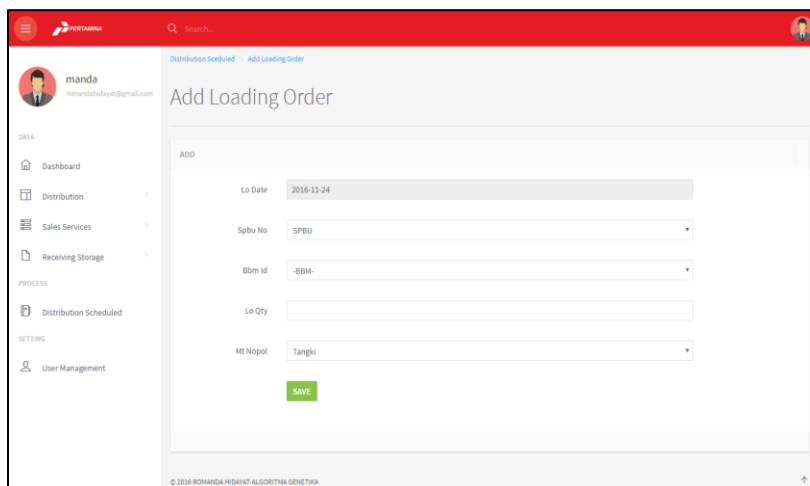 PERTAMINA
Search...
manda
romandahidayat@gmail.com
DATA
Dashboard
Distribution
Sales Services
Receiving Storage
PROCESS
Distribution Scheduled
SETTING
User Management
Distribution Sceduled > Add Loading Order
Add Loading Order
ADD
Lo Date 2016-11-24
Spbu No SPBU
Bbm Id -BBM-
Lo Qty
Mt Nopol Tangki
SAVE
© 2016 ROMANDA HIDAYAT-ALGORITMA GENETIKA